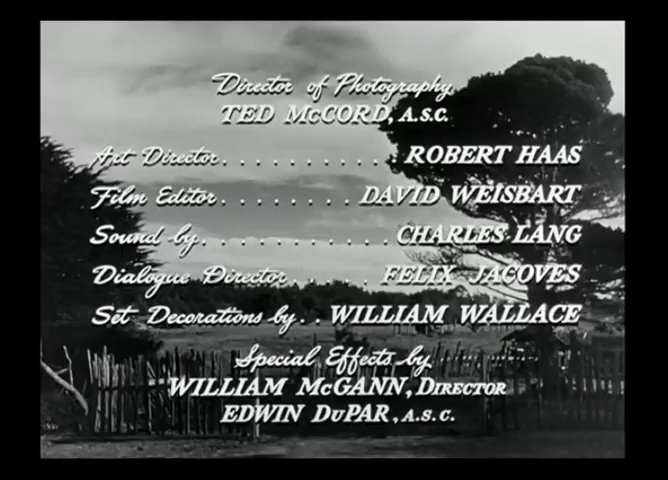 Director of Photography
TED McCORD, A.S.C.
Art Director........... ROBERT HAAS
Film Editor........ DAVID WEISBART
Sound by........... CHARLES LANG
Dialogue Director..... FELIX JACOVES
Set Decorations by.. WILLIAM WALLACE
Special Effects by
WILLIAM McGANN, DIRECTOR
EDWIN DuPAR, A.S.C.